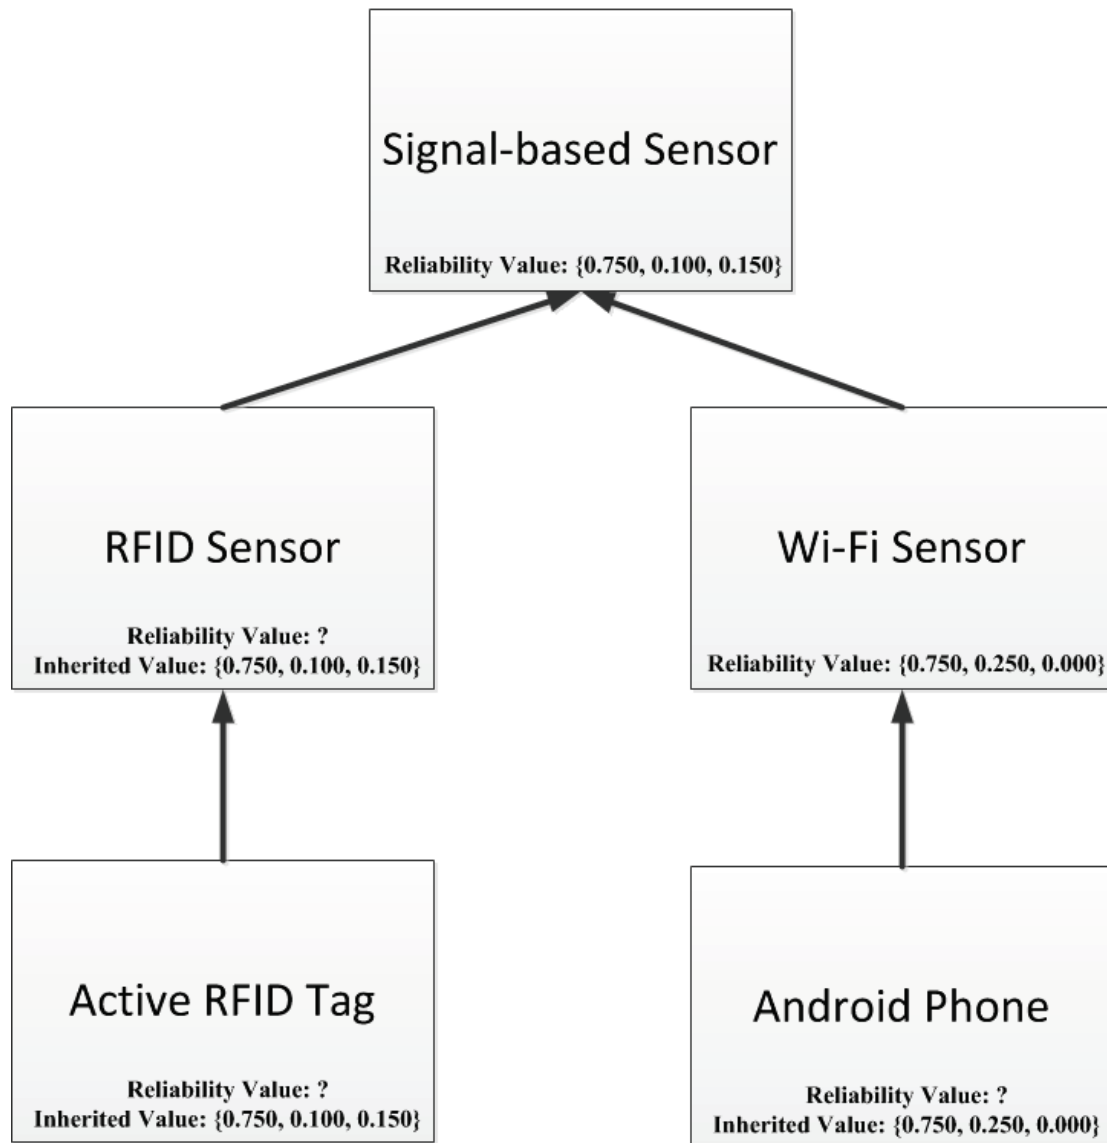 Signal-based Sensor
Reliability Value: {0.750, 0.100, 0.150}
RFID Sensor
Reliability Value: ?
Inherited Value: {0.750, 0.100, 0.150}
Wi-Fi Sensor
Reliability Value: {0.750, 0.250, 0.000}
Active RFID Tag
Reliability Value: ?
Inherited Value: {0.750, 0.100, 0.150}
Android Phone
Reliability Value: ?
Inherited Value: {0.750, 0.250, 0.000}